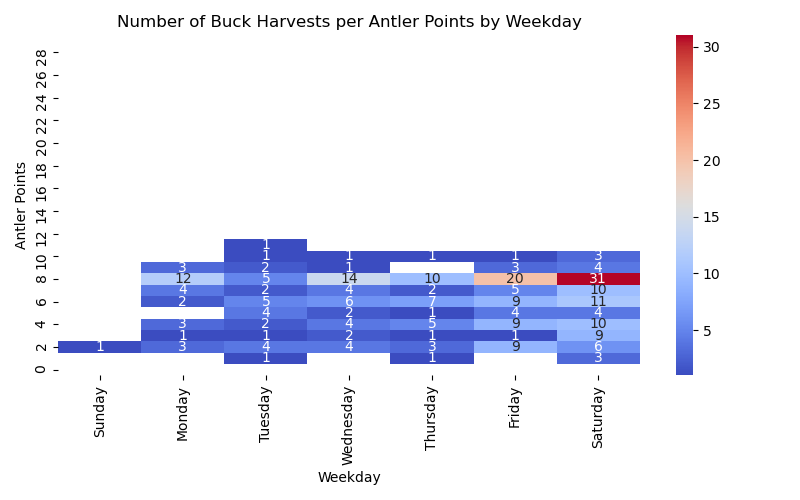 Number of Buck Harvests per Antler Points by Weekday
28
26
24
22
20
18
16
14
12
10
8
6
4
2
0
Antler Points
1
1 1 1 1 3
3 2 1 3 4
12 5 14 10 20 31
4 2 4 2 5 10
2 5 6 7 9 11
4 2 1 4 4
3 2 4 5 9 10
1 1 2 1 1 9
1 3 4 4 3 9 6
1 1 3
Sunday
Monday
Tuesday
Wednesday
Thursday
Friday
Saturday
Weekday
30
25
20
15
10
5